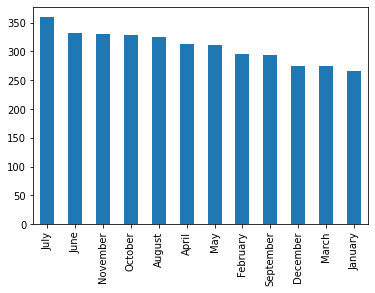 350
300
250
200
150
100
50
0
July
June
November
October
August
April
May
February
September
December
March
January